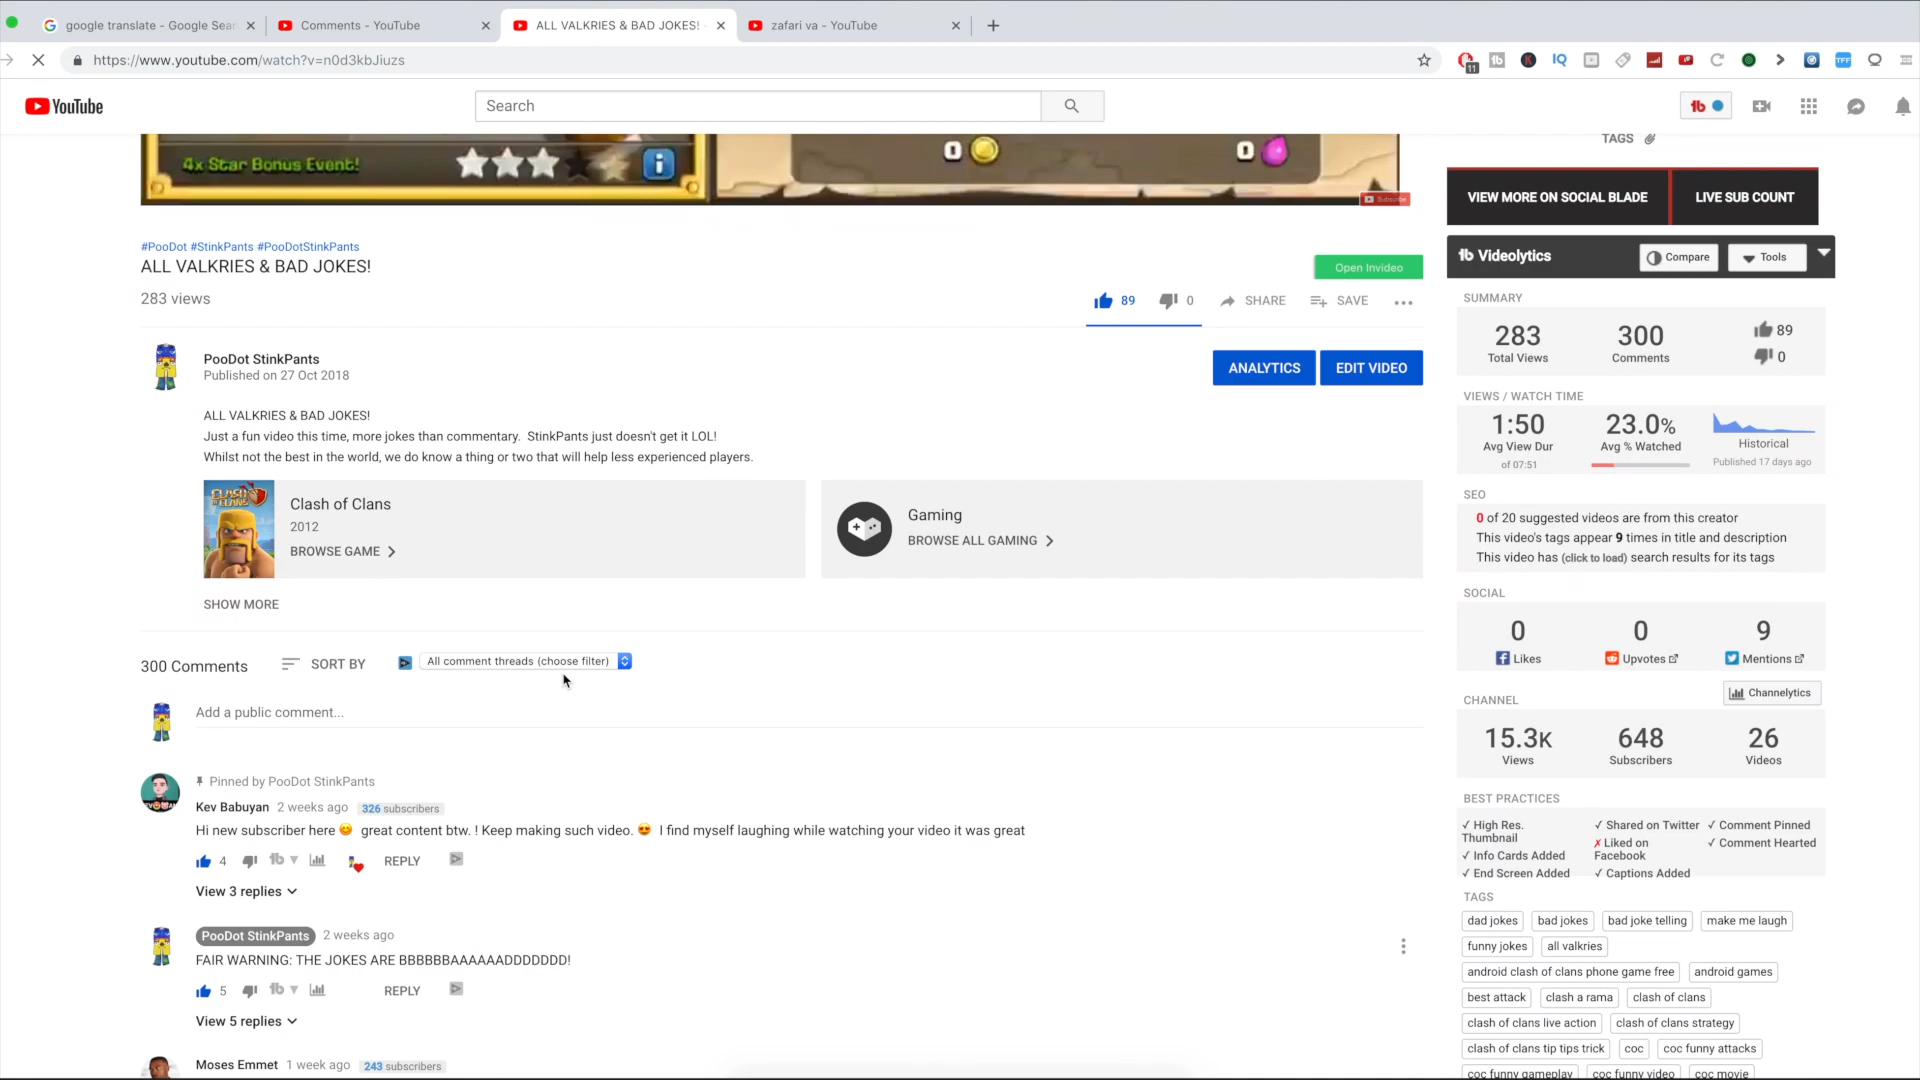 google translate - Google Sear
Comments - YouTube
ALL VALKRIES & BAD JOKES! -
zafari va - YouTube
https://www.youtube.com/watch?v=n0d3kbJiuzs
11
IQ
TFF
YouTube
Search
4x Star Bonus Event!
0
0
Subscribe
TAGS
VIEW MORE ON SOCIAL BLADE
LIVE SUB COUNT
#PooDot #StinkPants #PooDotStinkPants
ALL VALKRIES & BAD JOKES!
283 views
Open Invideo
89
0
SHARE
SAVE
PooDot StinkPants
Published on 27 Oct 2018
ANALYTICS
EDIT VIDEO
ALL VALKRIES & BAD JOKES!
Just a fun video this time, more jokes than commentary. StinkPants just doesn't get it LOL!
Whilst not the best in the world, we do know a thing or two that will help less experienced players.
CLASH OF CLANS
Clash of Clans
2012
BROWSE GAME
Gaming
BROWSE ALL GAMING
SHOW MORE
300 Comments
SORT BY
All comment threads (choose filter)
Add a public comment...
Pinned by PooDot StinkPants
Kev Babuyan 2 weeks ago 326 subscribers
Hi new subscriber here 😊 great content btw. ! Keep making such video. 😍 I find myself laughing while watching your video it was great
4
REPLY
View 3 replies
PooDot StinkPants 2 weeks ago
FAIR WARNING: THE JOKES ARE BBBBBBAAAAAADDDDDDD!
5
REPLY
View 5 replies
Moses Emmet 1 week ago 243 subscribers
Videolytics
Compare
Tools
SUMMARY
283
Total Views
300
Comments
89
0
VIEWS / WATCH TIME
1:50
Avg View Dur
of 07:51
23.0%
Avg % Watched
Historical
Published 17 days ago
SEO
0 of 20 suggested videos are from this creator
This video's tags appear 9 times in title and description
This video has (click to load) search results for its tags
SOCIAL
0
Likes
0
Upvotes
9
Mentions
CHANNEL
Channelytics
15.3K
Views
648
Subscribers
26
Videos
BEST PRACTICES
✓ High Res. Thumbnail
✓ Info Cards Added
✓ End Screen Added
✓ Shared on Twitter
✗ Liked on Facebook
✓ Captions Added
✓ Comment Pinned
✓ Comment Hearted
TAGS
dad jokes bad jokes bad joke telling make me laugh
funny jokes all valkries
android clash of clans phone game free android games
best attack clash a rama clash of clans
clash of clans live action clash of clans strategy
clash of clans tip tips trick coc coc funny attacks
coc funny gameplay coc funny video coc movie